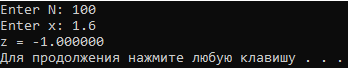 Enter N: 100
Enter x: 1.6
z = -1.000000
Для продолжения нажмите любую клавишу . . .